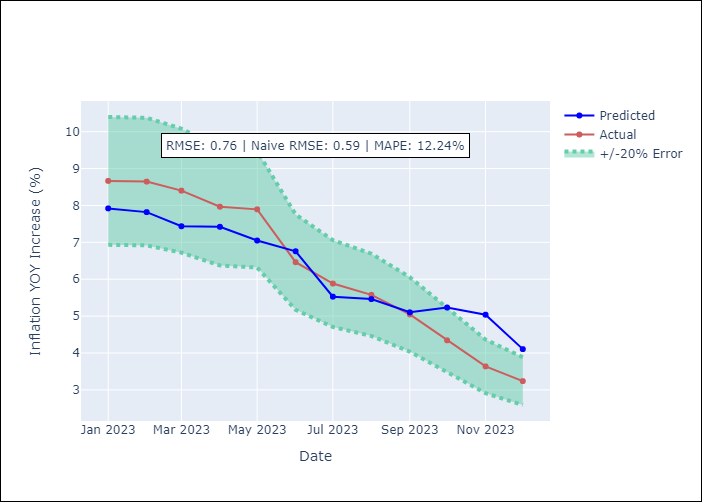 RMSE: 0.76 | Naive RMSE: 0.59 | MAPE: 12.24%
Predicted
Actual
+/-20% Error
Inflation YOY Increase (%)
10
9
8
7
6
5
4
3
Jan 2023
Mar 2023
May 2023
Jul 2023
Sep 2023
Nov 2023
Date